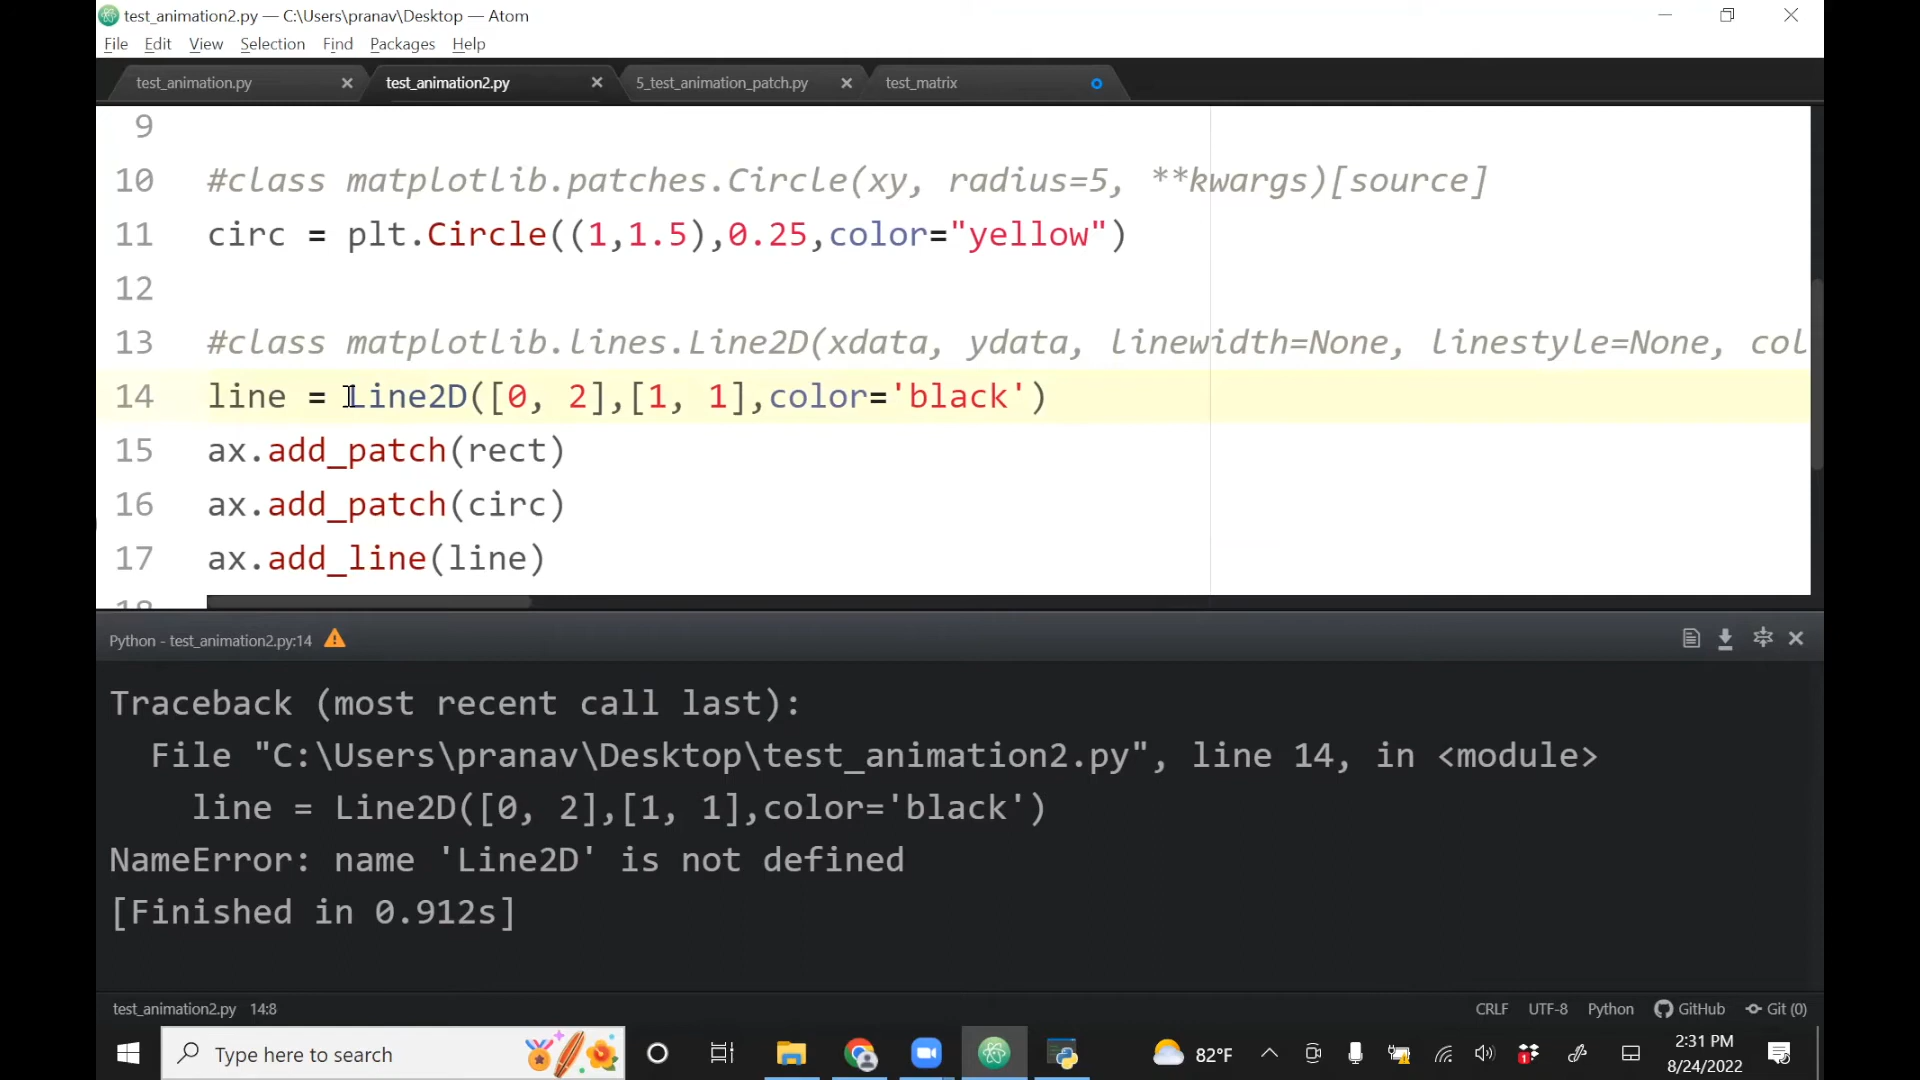 test_animation2.py — C:\Users\pranav\Desktop — Atom
File Edit View Selection Find Packages Help
test_animation.py test_animation2.py 5_test_animation_patch.py test_matrix
9
10 #class matplotlib.patches.Circle(xy, radius=5, **kwargs)[source]
11 circ = plt.Circle((1,1.5),0.25,color="yellow")
12
13 #class matplotlib.lines.Line2D(xdata, ydata, linewidth=None, linestyle=None, col
14 line = Line2D([0, 2],[1, 1],color='black')
15 ax.add_patch(rect)
16 ax.add_patch(circ)
17 ax.add_line(line)
18
Python - test_animation2.py:14
Traceback (most recent call last):
File "C:\Users\pranav\Desktop\test_animation2.py", line 14, in <module>
line = Line2D([0, 2],[1, 1],color='black')
NameError: name 'Line2D' is not defined
[Finished in 0.912s]
test_animation2.py 14:8 CRLF UTF-8 Python GitHub Git (0)
Type here to search 82°F 1 2:31 PM
8/24/2022